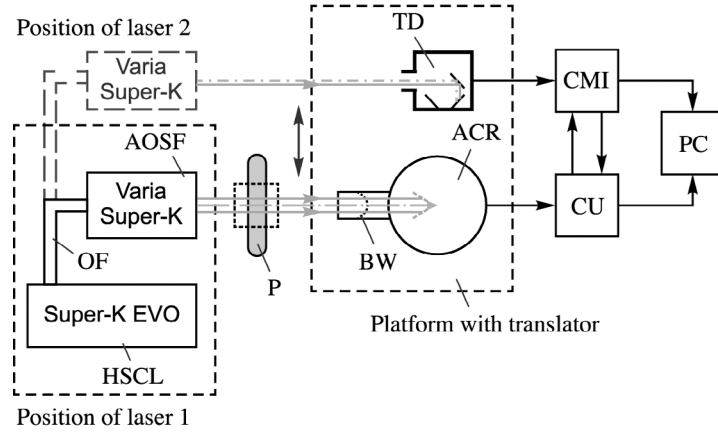 Position of laser 2
TD
Varia
Super-K
CMI
AOSF
ACR
PC
Varia
Super-K
CU
OF
BW
P
Super-K EVO
Platform with translator
HSCL
Position of laser 1